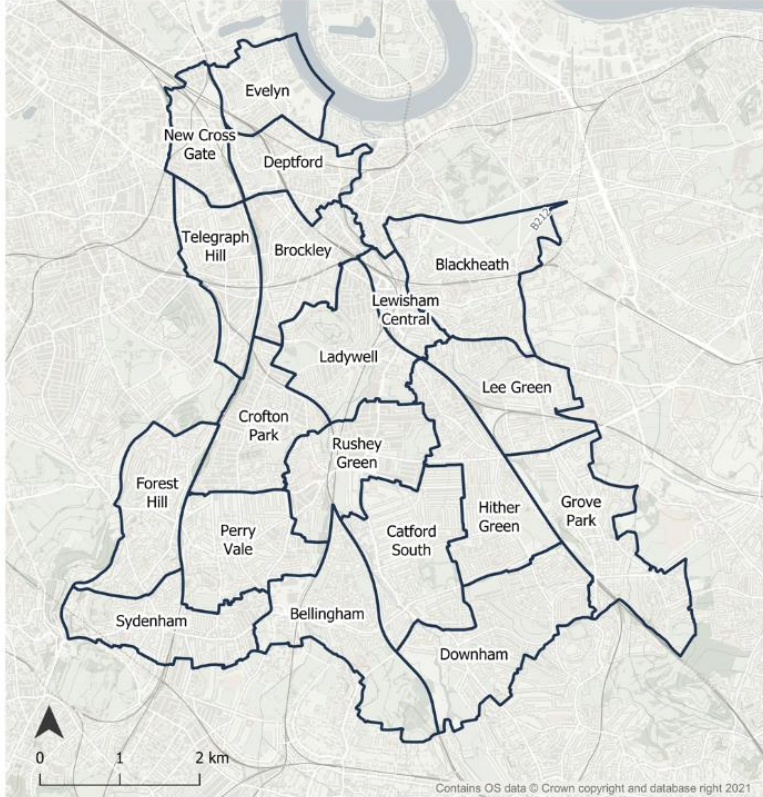 Evelyn
New Cross
Gate
Deptford
Telegraph
Hill
Brockley
B212
Blackheath
Lewisham
Central
Ladywell
Lee Green
Crofton
Park
Rushey
Green
Forest
Hill
Perry
Vale
Catford
South
Hither
Green
Grove
Park
Sydenham
Bellingham
Downham
0 1 2 km
Contains OS data © Crown copyright and database right 2021